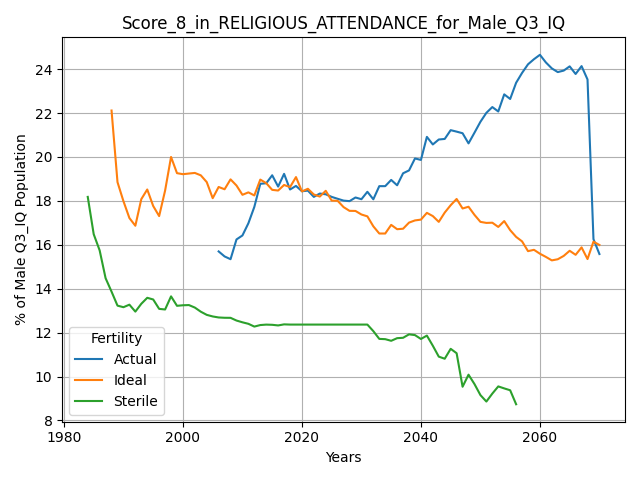 Score_8_in_RELIGIOUS_ATTENDANCE_for_Male_Q3_IQ
% of Male Q3_IQ Population
24
22
20
18
16
14
12
10
8
Fertility
Actual
Ideal
Sterile
1980
2000
2020
2040
2060
Years